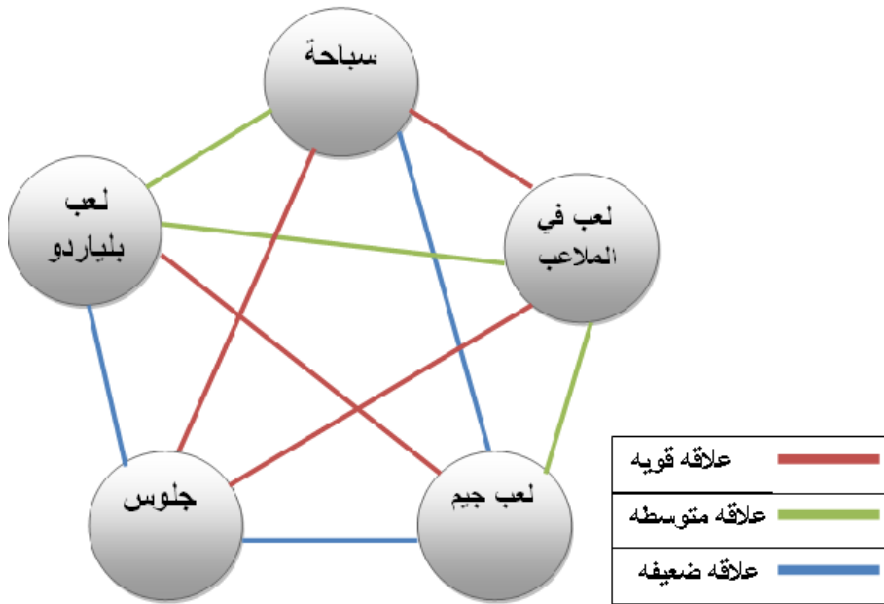 سباحة
لعب
بلياردو
لعب في
الملاعب
جلوس
لعب جيم
علاقه قويه
علاقه متوسطه
علاقه ضعيفه